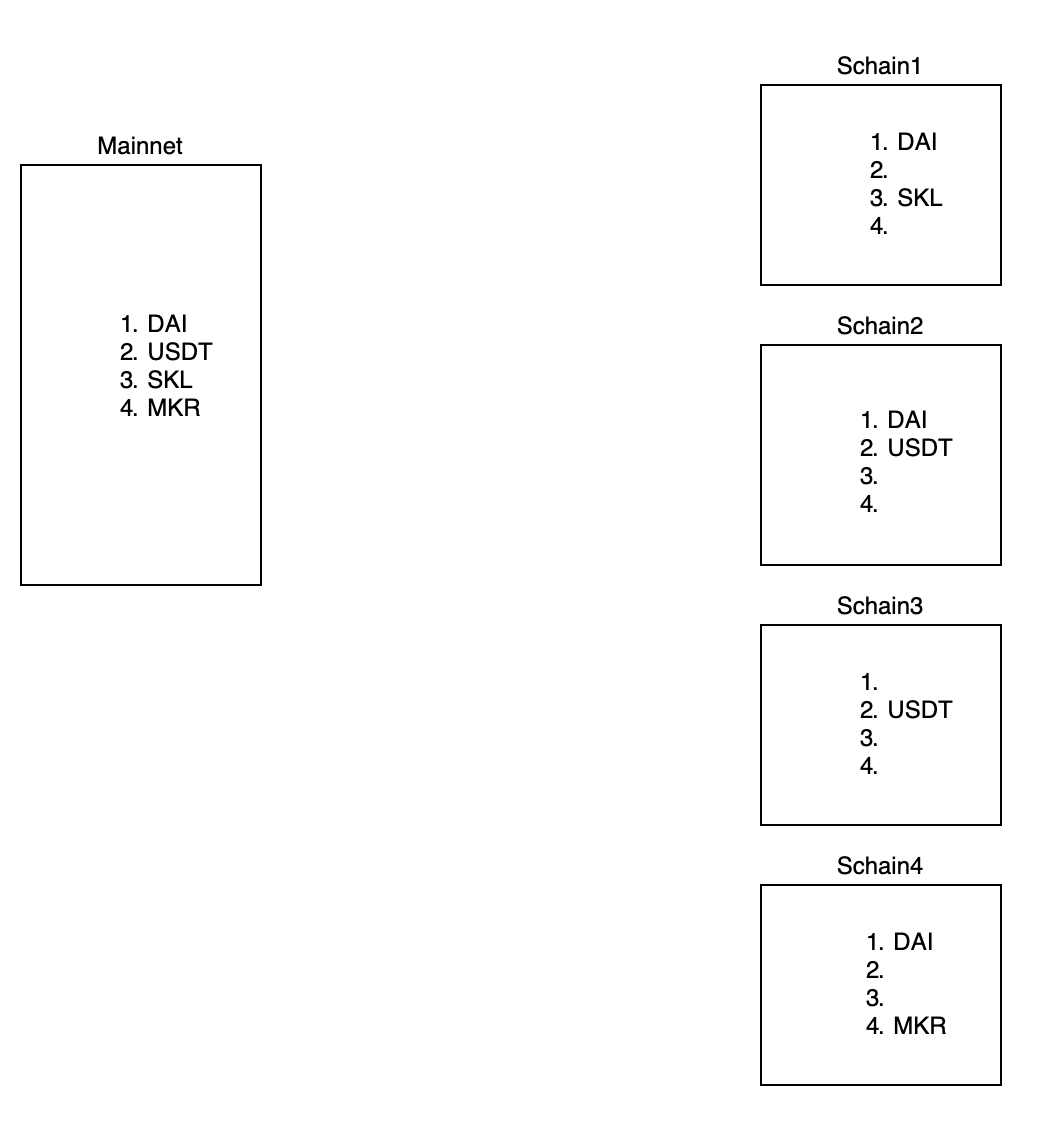 Mainnet
1. DAI
2. USDT
3. SKL
4. MKR
Schain1
1. DAI
2.
3. SKL
4.
Schain2
1. DAI
2. USDT
3.
4.
Schain3
1.
2. USDT
3.
4.
Schain4
1. DAI
2.
3.
4. MKR